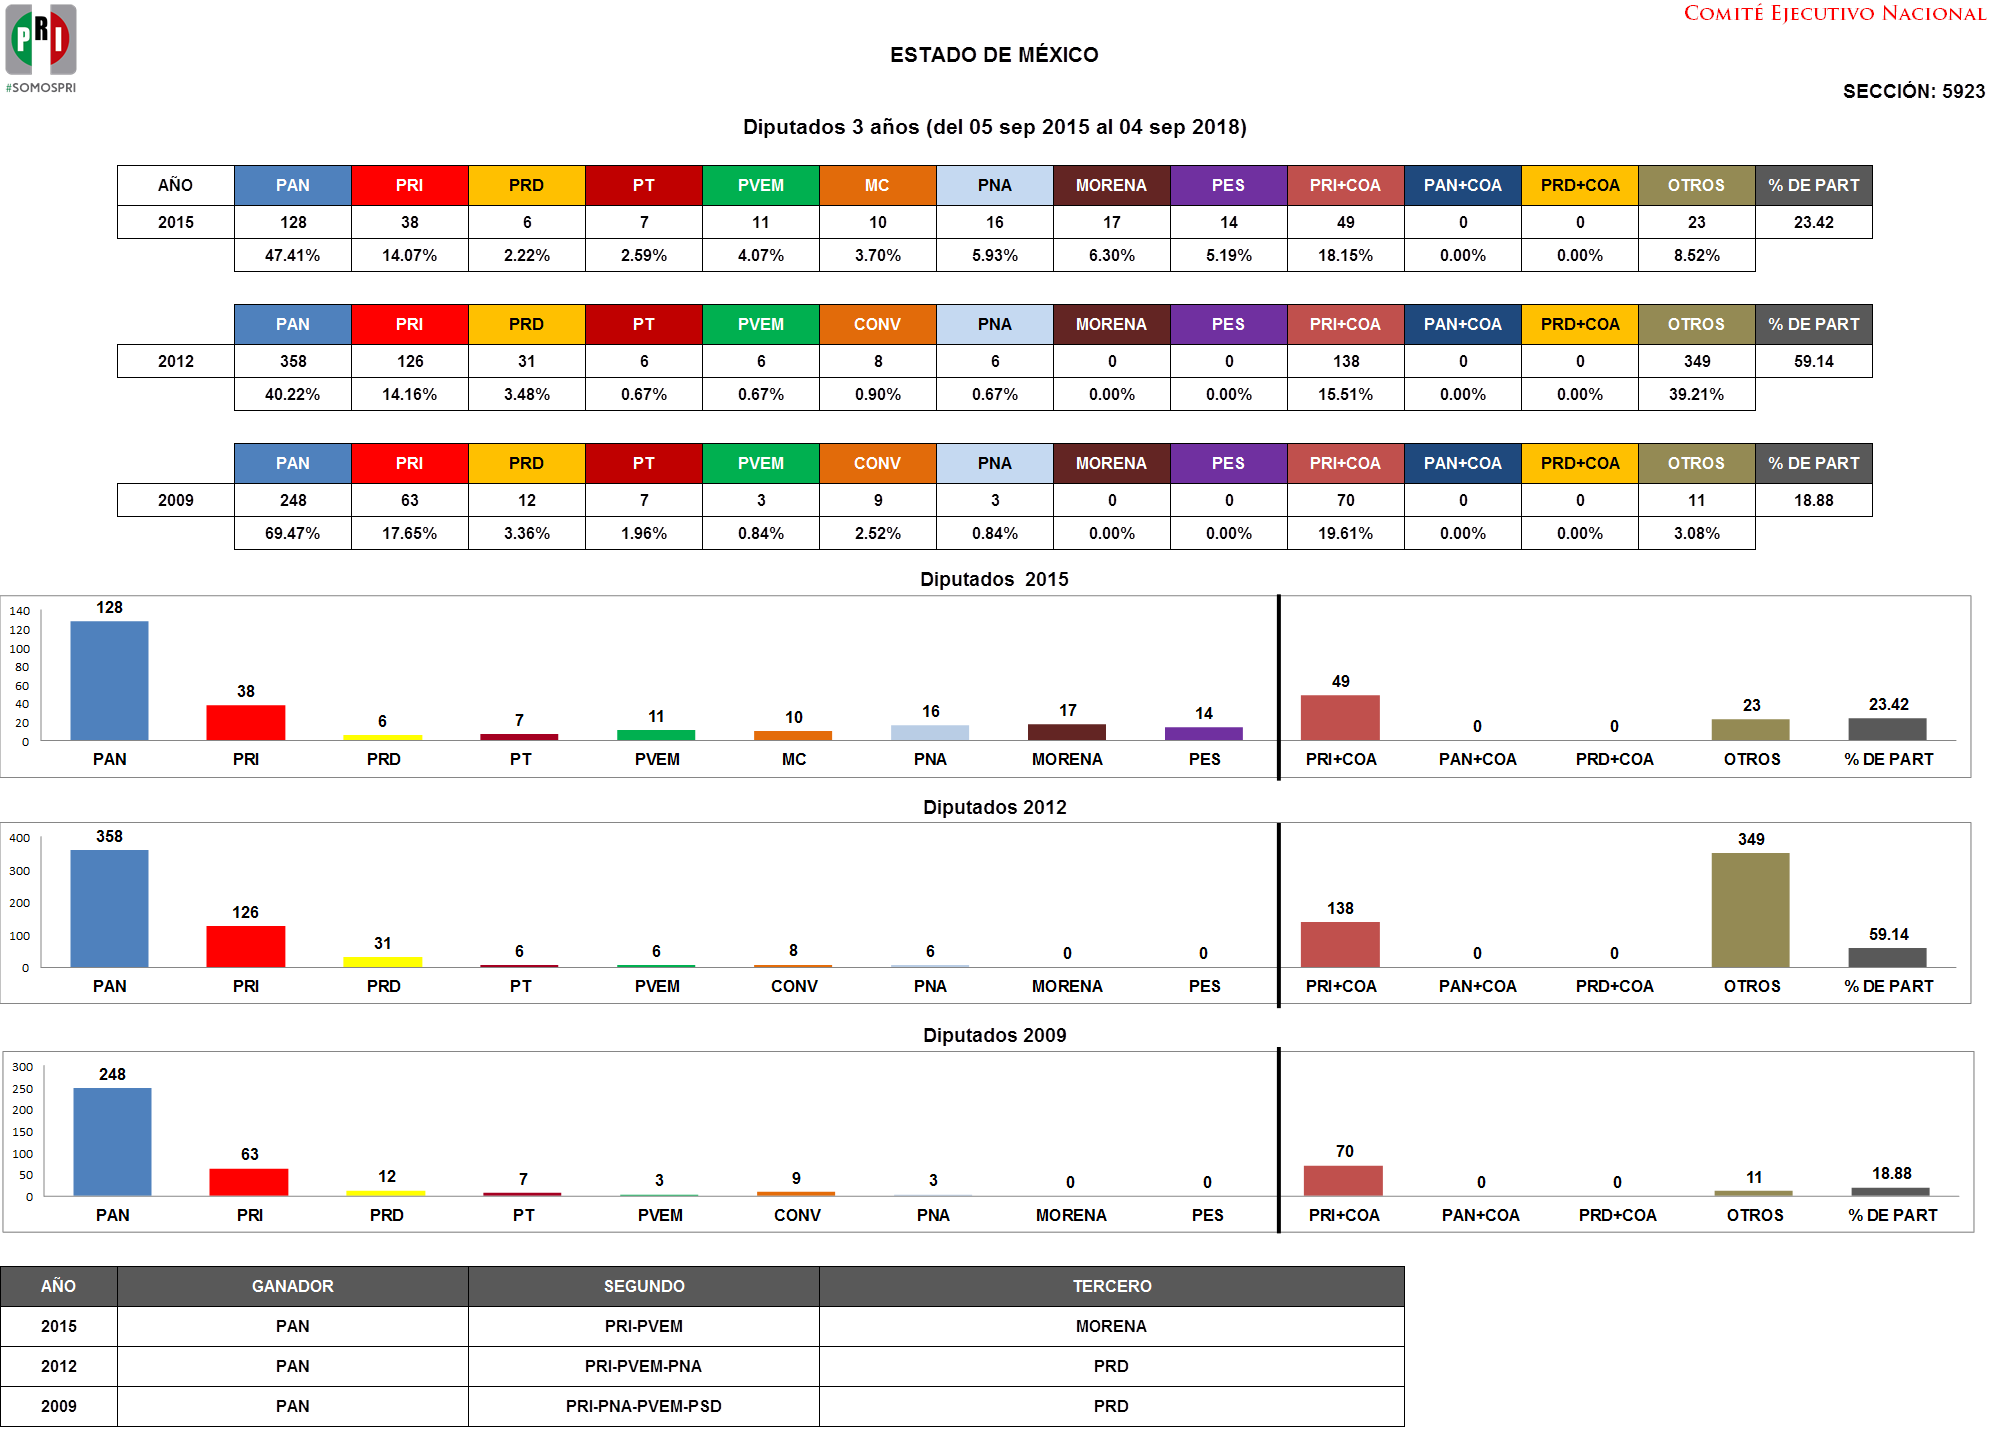 PRI
#SOMOSPRI
COMITÉ EJECUTIVO NACIONAL
ESTADO DE MÉXICO
SECCIÓN: 5923
Diputados 3 años (del 05 sep 2015 al 04 sep 2018)
AÑO PAN PRI PRD PT PVEM MC PNA MORENA PES PRI+COA PAN+COA PRD+COA OTROS % DE PART
2015 128 38 6 7 11 10 16 17 14 49 0 0 23 23.42
47.41% 14.07% 2.22% 2.59% 4.07% 3.70% 5.93% 6.30% 5.19% 18.15% 0.00% 0.00% 8.52%
PAN PRI PRD PT PVEM CONV PNA MORENA PES PRI+COA PAN+COA PRD+COA OTROS % DE PART
2012 358 126 31 6 6 8 6 0 0 138 0 0 349 59.14
40.22% 14.16% 3.48% 0.67% 0.67% 0.90% 0.67% 0.00% 0.00% 15.51% 0.00% 0.00% 39.21%
PAN PRI PRD PT PVEM CONV PNA MORENA PES PRI+COA PAN+COA PRD+COA OTROS % DE PART
2009 248 63 12 7 3 9 3 0 0 70 0 0 11 18.88
69.47% 17.65% 3.36% 1.96% 0.84% 2.52% 0.84% 0.00% 0.00% 19.61% 0.00% 0.00% 3.08%
Diputados 2015
140
120
100
80
60
40
20
0
128 38 6 7 11 10 16 17 14 49 0 0 23 23.42
PAN PRI PRD PT PVEM MC PNA MORENA PES PRI+COA PAN+COA PRD+COA OTROS % DE PART
Diputados 2012
400
300
200
100
0
358 126 31 6 6 8 6 0 0 138 0 0 349 59.14
PAN PRI PRD PT PVEM CONV PNA MORENA PES PRI+COA PAN+COA PRD+COA OTROS % DE PART
Diputados 2009
300
250
200
150
100
50
0
248 63 12 7 3 9 3 0 0 70 0 0 11 18.88
PAN PRI PRD PT PVEM CONV PNA MORENA PES PRI+COA PAN+COA PRD+COA OTROS % DE PART
AÑO GANADOR SEGUNDO TERCERO
2015 PAN PRI-PVEM MORENA
2012 PAN PRI-PVEM-PNA PRD
2009 PAN PRI-PNA-PVEM-PSD PRD